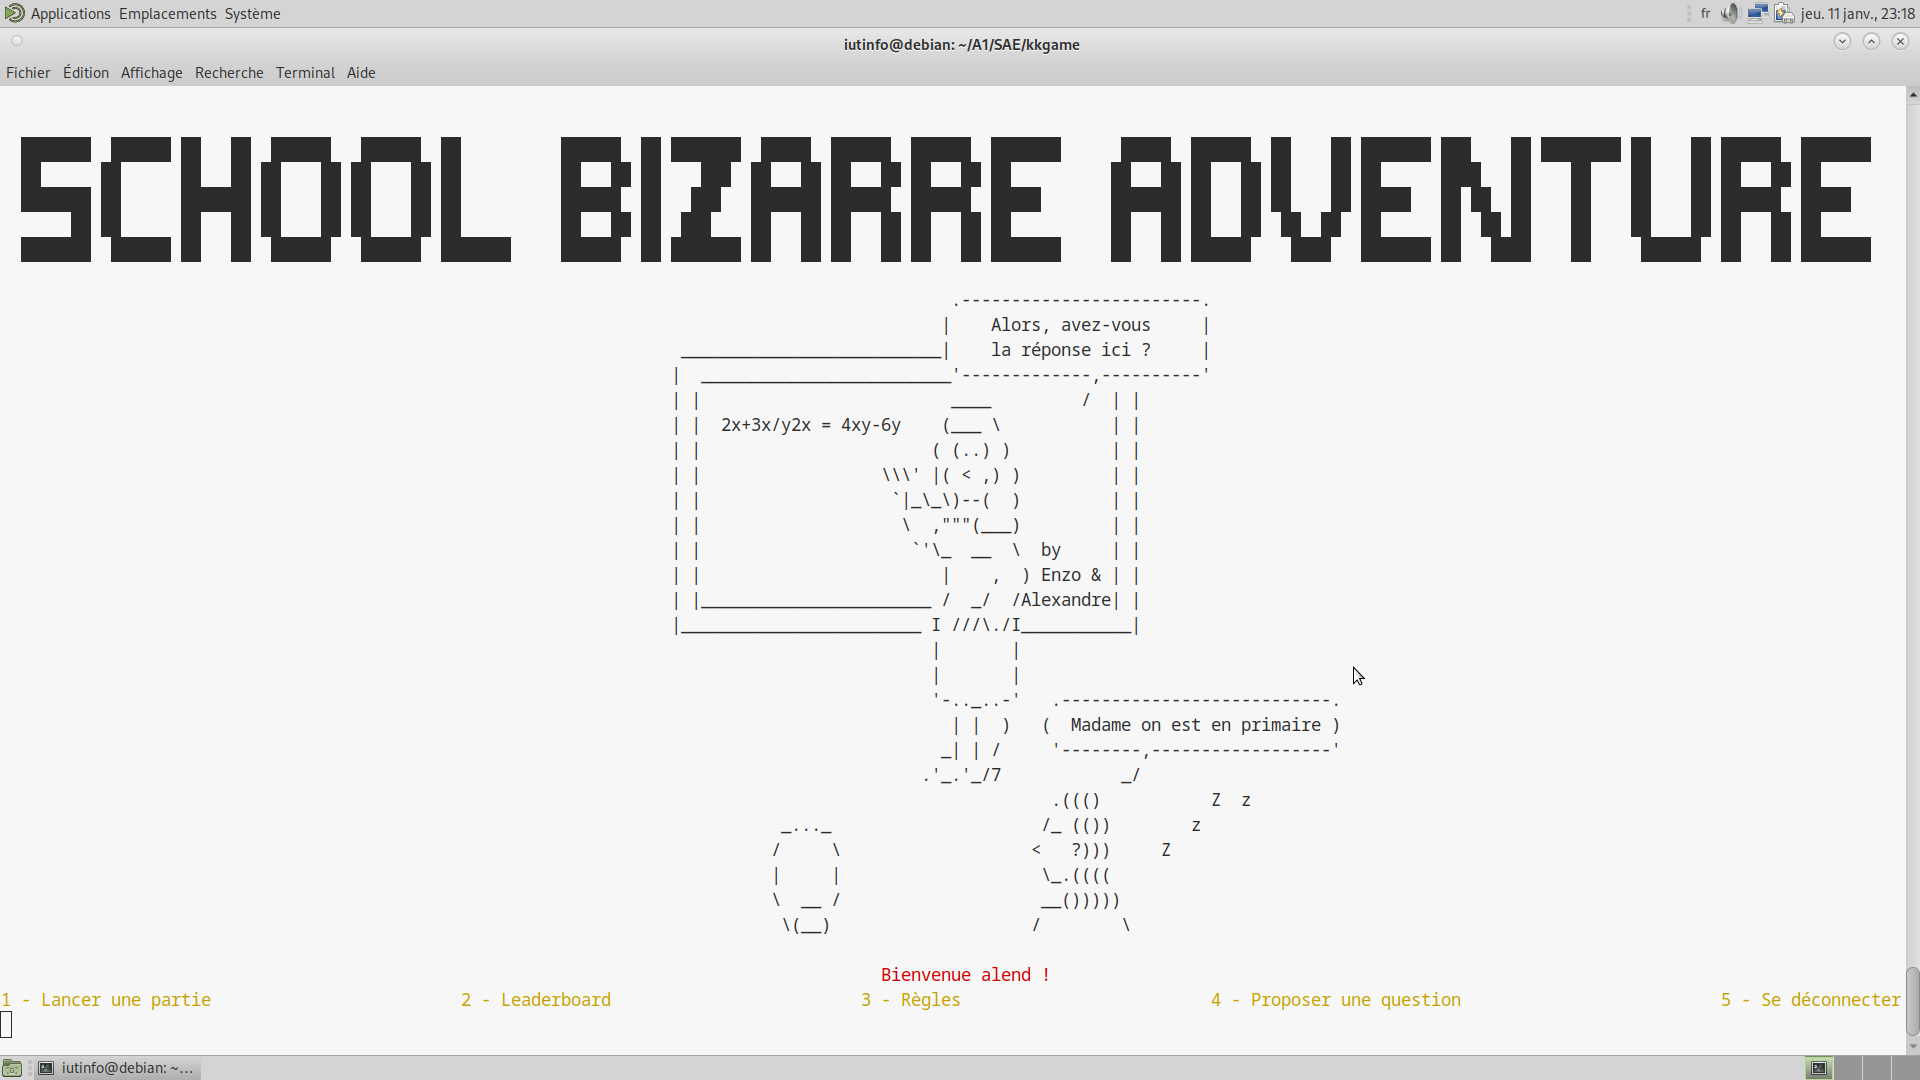 Applications Emplacements Système
fr jeu. 11 janv., 23:18
iutinfo@debian: ~/A1/SAE/kkgame
Fichier Édition Affichage Recherche Terminal Aide
SCHOOL BIZARRE ADVENTURE
Alors, avez-vous
la réponse ici ?
2x+3x/y2x = 4xy-6y
by
Enzo &
Alexandre
Madame on est en primaire
Z z
z
Z
Bienvenue alend !
1 - Lancer une partie 2 - Leaderboard 3 - Règles 4 - Proposer une question 5 - Se déconnecter
iutinfo@debian: ~...